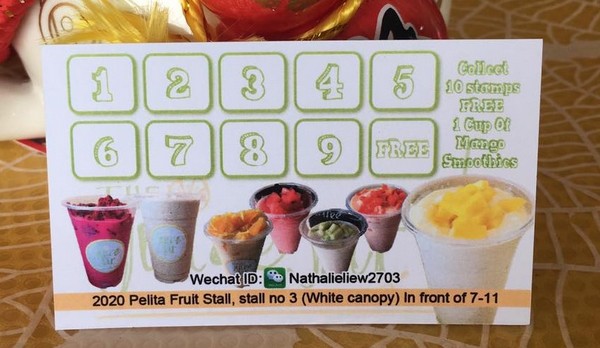 1 2 3 4 5
Collect
10 stamps
FREE
1 Cup Of
Mango
Smoothies
6 7 8 9 FREE
Wechat ID: Nathalieliew2703
2020 Pelita Fruit Stall, stall no 3 (White canopy) In front of 7-11